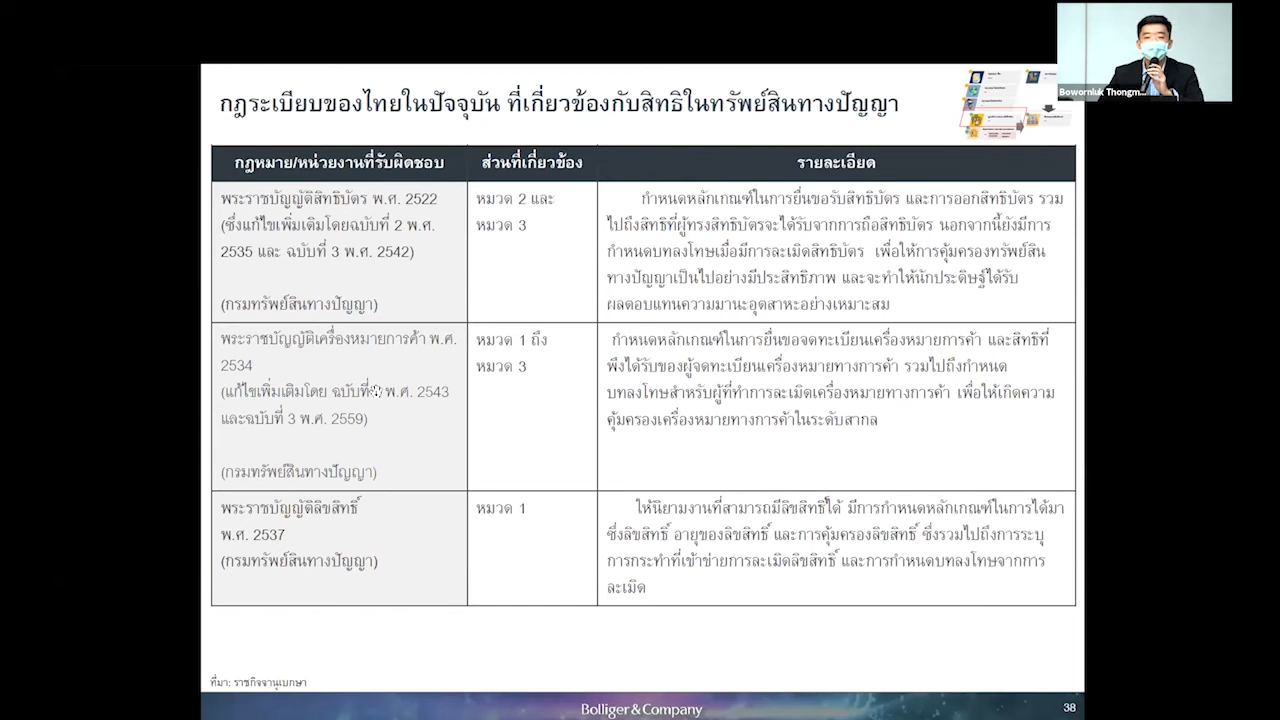 Bowornluk Thongm...
กฎระเบียบของไทยในปัจจุบัน ที่เกี่ยวข้องกับสิทธิในทรัพย์สินทางปัญญา
กฎหมาย/หน่วยงานที่รับผิดชอบ
ส่วนที่เกี่ยวข้อง
รายละเอียด
พระราชบัญญัติสิทธิบัตร พ.ศ. 2522
(ซึ่งแก้ไขเพิ่มเติมโดยฉบับที่ 2 พ.ศ.
2535 และ ฉบับที่ 3 พ.ศ. 2542)
(กรมทรัพย์สินทางปัญญา)
หมวด 2 และ
หมวด 3
กำหนดหลักเกณฑ์ในการยื่นขอรับสิทธิบัตร และการออกสิทธิบัตร รวม
ไปถึงสิทธิที่ผู้ทรงสิทธิบัตรจะได้รับจากการถือสิทธิบัตร นอกจากนี้ยังมีการ
กำหนดบทลงโทษเมื่อมีการละเมิดสิทธิบัตร เพื่อให้การคุ้มครองทรัพย์สิน
ทางปัญญาเป็นไปอย่างมีประสิทธิภาพ และจะทำให้นักประดิษฐ์ได้รับ
ผลตอบแทนความมานะอุตสาหะอย่างเหมาะสม
พระราชบัญญัติเครื่องหมายการค้า พ.ศ.
2534
(แก้ไขเพิ่มเติมโดย ฉบับที่ พ.ศ. 2543
และฉบับที่ 3 พ.ศ. 2559)
(กรมทรัพย์สินทางปัญญา)
หมวด 1 ถึง
หมวด 3
กำหนดหลักเกณฑ์ในการยื่นขอจดทะเบียนเครื่องหมายการค้า และสิทธิที่
พึงได้รับของผู้จดทะเบียนเครื่องหมายทางการค้า รวมไปถึงกำหนด
บทลงโทษสำหรับผู้ที่ทำการละเมิดเครื่องหมายทางการค้า เพื่อให้เกิดความ
คุ้มครองเครื่องหมายทางการค้าในระดับสากล
พระราชบัญญัติลิขสิทธิ์
พ.ศ. 2537
(กรมทรัพย์สินทางปัญญา)
หมวด 1
ให้นิยามงานที่สามารถมีลิขสิทธิ์ได้ มีการกำหนดหลักเกณฑ์ในการได้มา
ซึ่งลิขสิทธิ์ อายุของลิขสิทธิ์ และการคุ้มครองลิขสิทธิ์ ซึ่งรวมไปถึงการระบุ
การกระทำที่เข้าข่ายการละเมิดลิขสิทธิ์ และการกำหนดบทลงโทษจากการ
ละเมิด
ที่มา: ราชกิจจานุเบกษา
Bolliger & Company
38